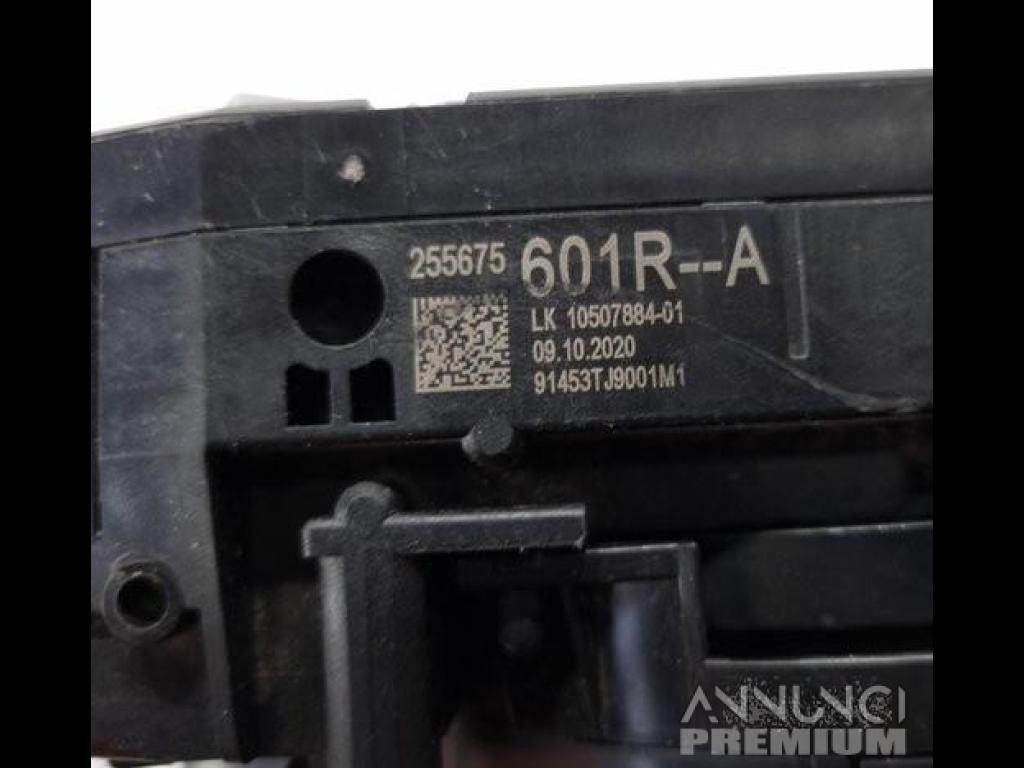 255675 601R--A
LK 10507884-01
09.10.2020
91453TJ9001M1
ANNUNCI
PREMIUM